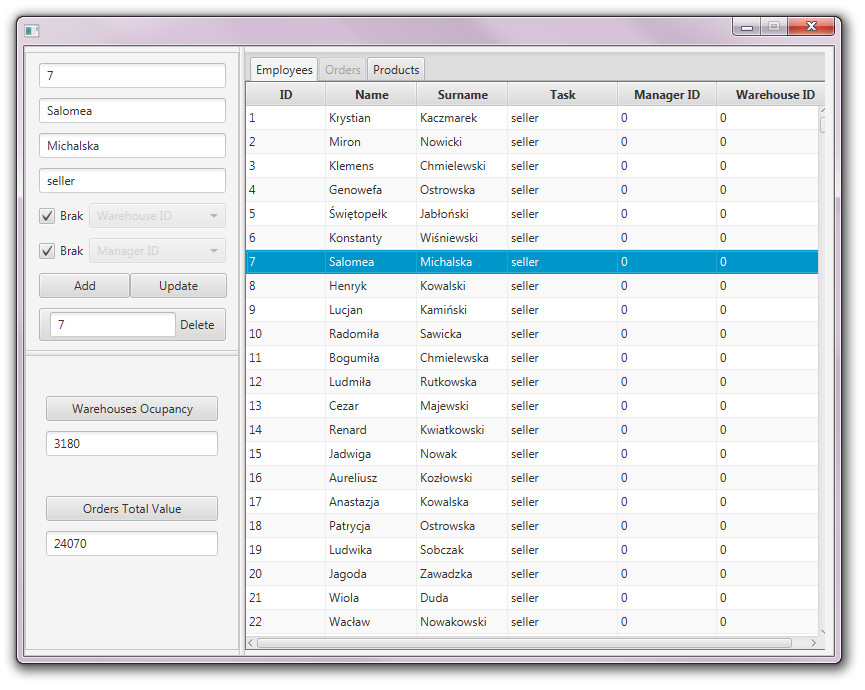 7
Salomea
Michalska
seller
Brak Warehouse ID
Brak Manager ID
Add Update
7 Delete
Warehouses Ocupancy
3180
Orders Total Value
24070
Employees Orders Products
ID Name Surname Task Manager ID Warehouse ID
1 Krystian Kaczmarek seller 0 0
2 Miron Nowicki seller 0 0
3 Klemens Chmielewski seller 0 0
4 Genowefa Ostrowska seller 0 0
5 Świętopełk Jabłoński seller 0 0
6 Konstanty Wiśniewski seller 0 0
7 Salomea Michalska seller 0 0
8 Henryk Kowalski seller 0 0
9 Lucjan Kamiński seller 0 0
10 Radomiła Sawicka seller 0 0
11 Bogumiła Chmielewska seller 0 0
12 Ludmiła Rutkowska seller 0 0
13 Cezar Majewski seller 0 0
14 Renard Kwiatkowski seller 0 0
15 Jadwiga Nowak seller 0 0
16 Aureliusz Kozłowski seller 0 0
17 Anastazja Kowalska seller 0 0
18 Patrycja Ostrowska seller 0 0
19 Ludwika Sobczak seller 0 0
20 Jagoda Zawadzka seller 0 0
21 Wiola Duda seller 0 0
22 Wacław Nowakowski seller 0 0